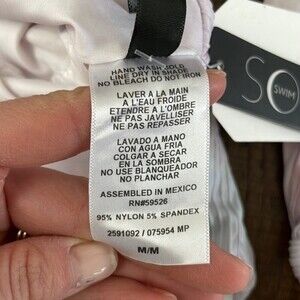 HAND WASH COLD
LINE DRY IN SHADE
NO BLEACH DO NOT IRON
LAVER A LA MAIN
A L'EAU FROIDE
ETENDRE A L'OMBRE
NE PAS JAVELLISER
NE PAS REPASSER
LAVADO A MANO
CON AGUA FRIA
COLGAR A SECAR
EN LA SOMBRA
NO USE BLANQUEADOR
NO PLANCHAR
ASSEMBLED IN MEXICO
RN#59526
95% NYLON 5% SPANDEX
2591092 / 075954 MP
M/M
SO
SWIM